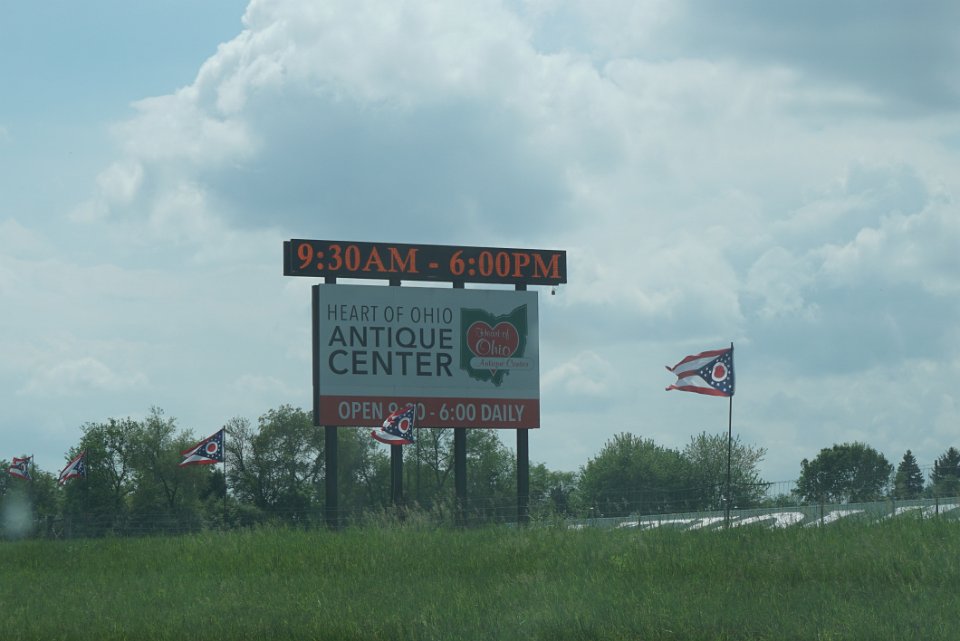 9:30AM - 6:00PM
HEART OF OHIO
ANTIQUE
CENTER
Heart of
Ohio
Antique Center
OPEN 9:30 - 6:00 DAILY